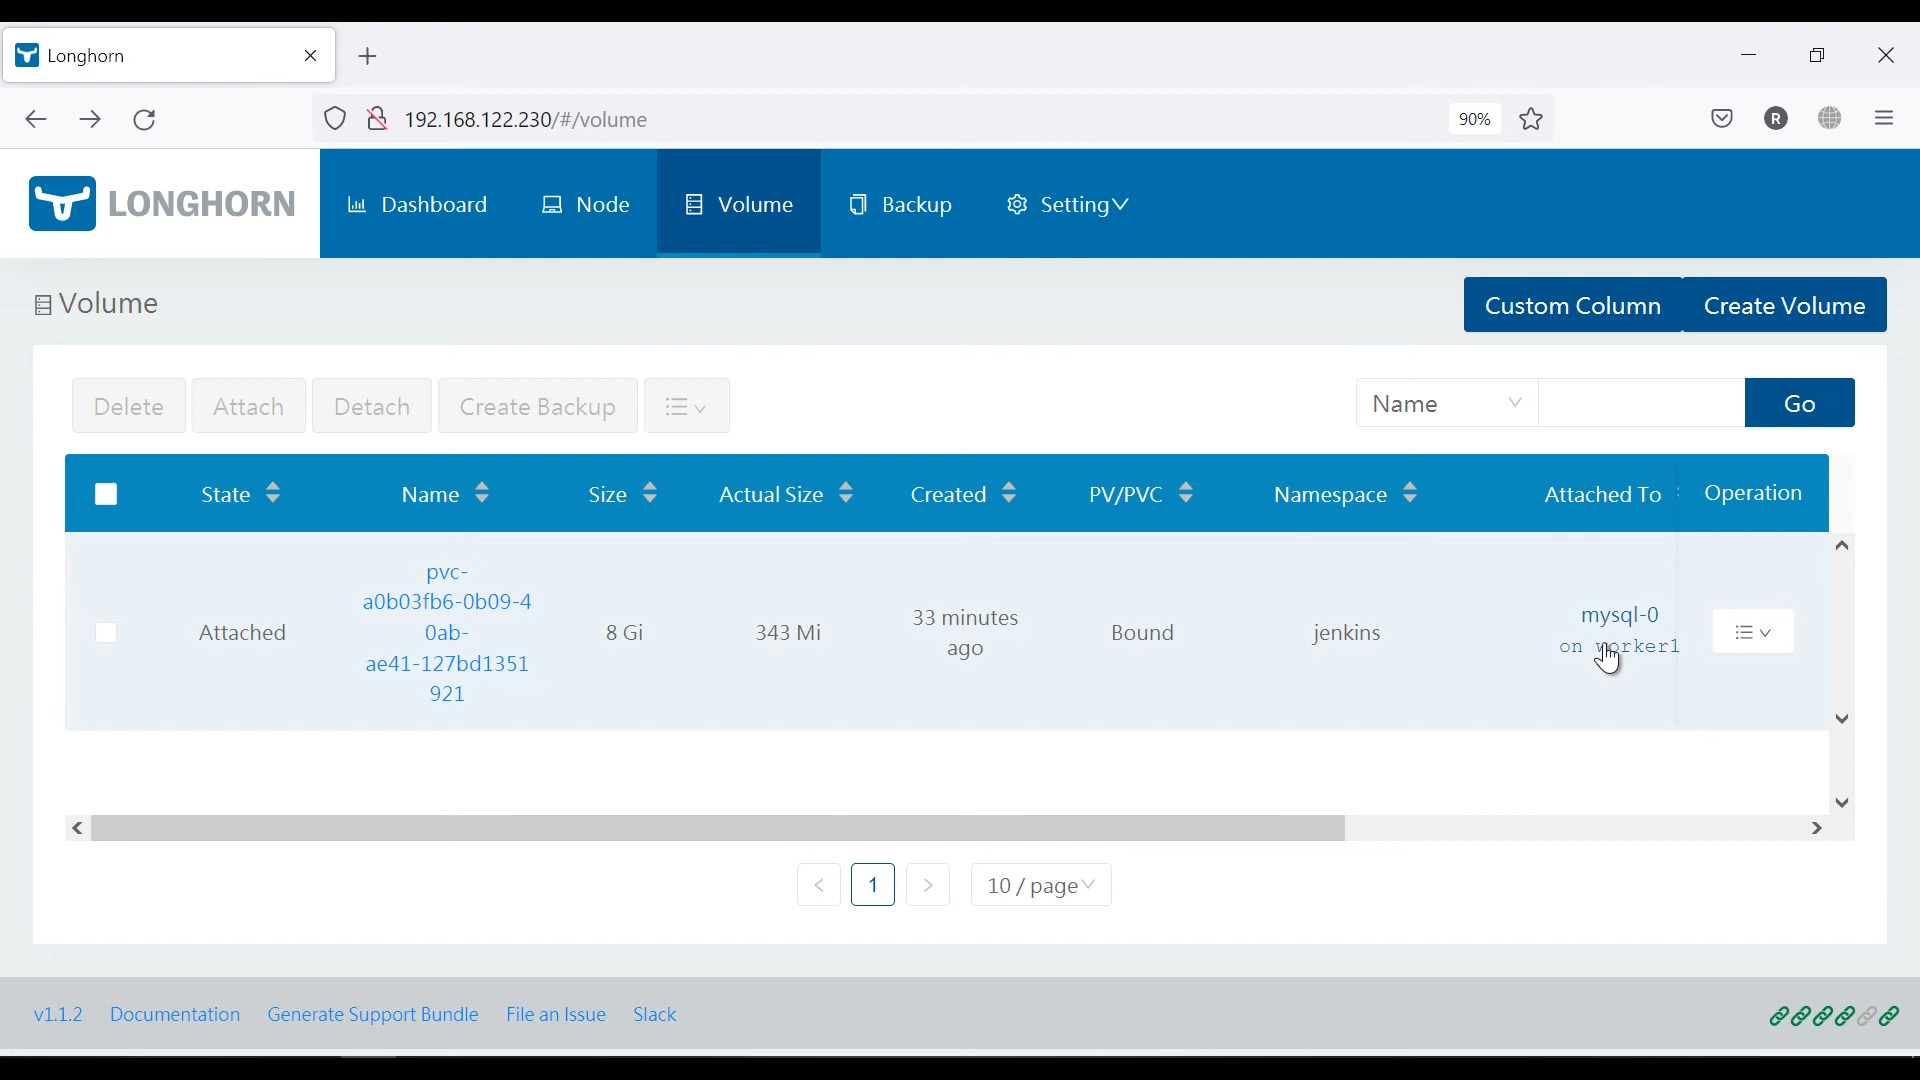 Longhorn
192.168.122.230/#/volume
90%
R
LONGHORN
Dashboard
Node
Volume
Backup
Setting
Volume
Custom Column
Create Volume
Delete
Attach
Detach
Create Backup
Name
Go
State
Name
Size
Actual Size
Created
PV/PVC
Namespace
Attached To
Operation
Attached
pvc-
a0b03fb6-0b09-4
0ab-
ae41-127bd1351
921
8 Gi
343 Mi
33 minutes
ago
Bound
jenkins
mysql-0
on worker1
1
10 / page
v1.1.2
Documentation
Generate Support Bundle
File an Issue
Slack